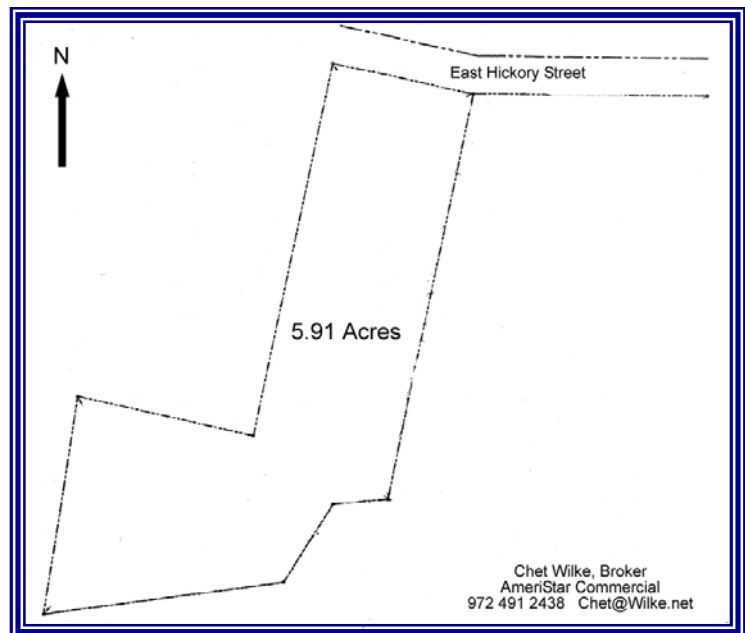 N
East Hickory Street
5.91 Acres
Chet Wilke, Broker
AmeriStar Commercial
972 491 2438 Chet@Wilke.net